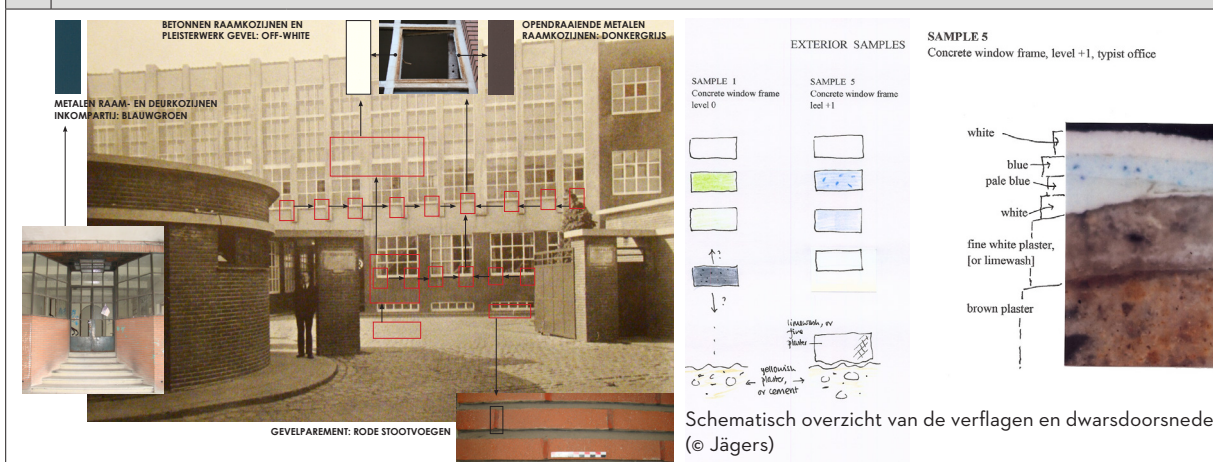 BETONNEN RAAMKOZIJNEN EN
PLEISTERWERK GEVEL: OFF-WHITE
OPENDRAAIENDE METALEN
RAAMKOZIJNEN: DONKERGRIJS
METALEN RAAM- EN DEURKOZIJNEN
INKOMPARTIJ: BLAUWGROEN
GEVELPAREMENT: RODE STOOTVOEGEN
EXTERIOR SAMPLES
SAMPLE 1
Concrete window frame
level 0
SAMPLE 5
Concrete window frame
leel +1
?
?
limewash, or
fine
plaster
yellowish
plaster,
or cement
SAMPLE 5
Concrete window frame, level +1, typist office
white
blue
pale blue
white
fine white plaster,
[or limewash]
brown plaster
Schematisch overzicht van de verflagen en dwarsdoorsnede
(© Jägers)